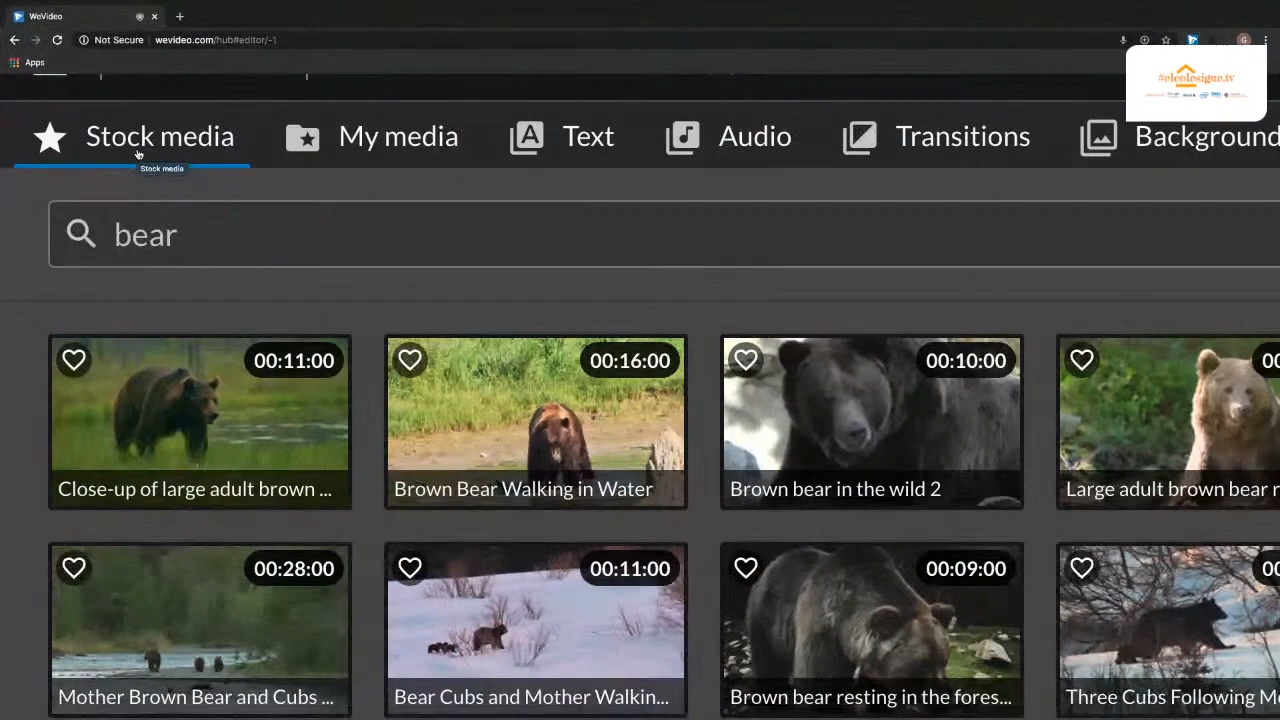 WeVideo
Not Secure wevideo.com/hub#editor/-1
G
Apps
#eleolesigue.tv
Stock media
My media
Text
Audio
Transitions
Background
Stock media
bear
00:11:00
00:16:00
00:10:00
00
Close-up of large adult brown ...
Brown Bear Walking in Water
Brown bear in the wild 2
Large adult brown bear r
00:28:00
00:11:00
00:09:00
00
Mother Brown Bear and Cubs ...
Bear Cubs and Mother Walkin...
Brown bear resting in the fores...
Three Cubs Following M